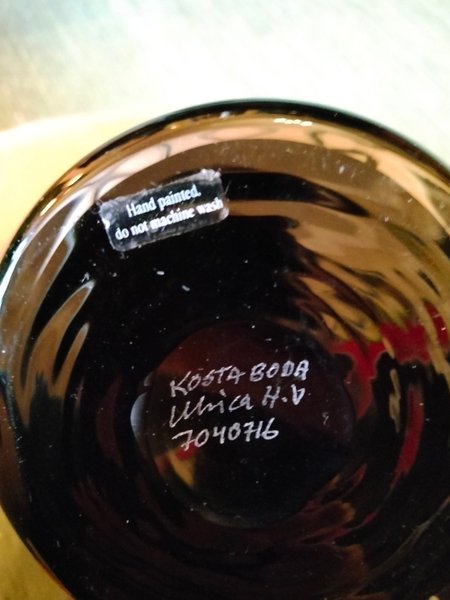 Hand painted.
do not machine wash
KOSTA BODA
Ulrica H.V
7040716